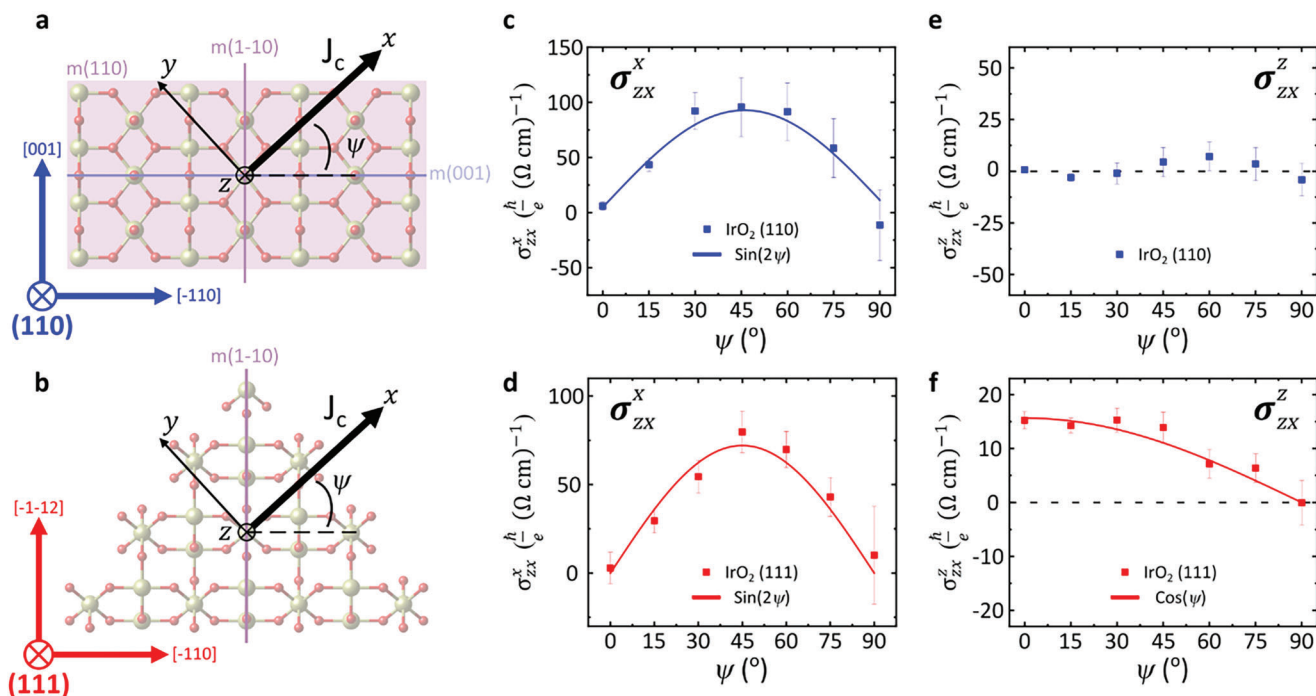 a
m(1-10)
m(110)
y
J_c
x
ψ
z
m(001)
[001]
[-110]
(110)
b
m(1-10)
y
J_c
x
ψ
z
[-1-12]
[-110]
(111)
c
σ^x_zx
σ^x_zx (ħ/e (Ω cm)^−1)
150
100
50
0
-50
IrO₂ (110)
Sin(2ψ)
0 15 30 45 60 75 90
ψ (°)
d
σ^x_zx
σ^x_zx (ħ/e (Ω cm)^−1)
100
50
0
IrO₂ (111)
Sin(2ψ)
0 15 30 45 60 75 90
ψ (°)
e
σ^z_zx
σ^z_zx (ħ/e (Ω cm)^−1)
50
25
0
-25
-50
IrO₂ (110)
0 15 30 45 60 75 90
ψ (°)
f
σ^z_zx
σ^z_zx (ħ/e (Ω cm)^−1)
20
10
0
-10
-20
IrO₂ (111)
Cos(ψ)
0 15 30 45 60 75 90
ψ (°)